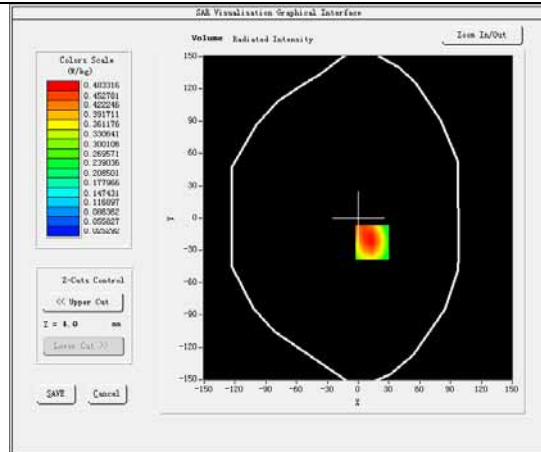 SAR Visualisation Graphical Interface
Volume Radiated Intensity
Zoom In/Out
Colors Scale
(W/kg)
0.483316
0.452781
0.422246
0.391711
0.361176
0.330641
0.300106
0.269571
0.239036
0.208501
0.177966
0.147431
0.116897
0.086362
0.055827
Z-Cuts Control
<< Upper Cut
Z = 4.0 mm
Lower Cut >>
SAVE Cancel
150
120
90
60
30
0
-30
-60
-90
-120
-150
Y
-150 -120 -90 -60 -30 0 30 60 90 120 150
X